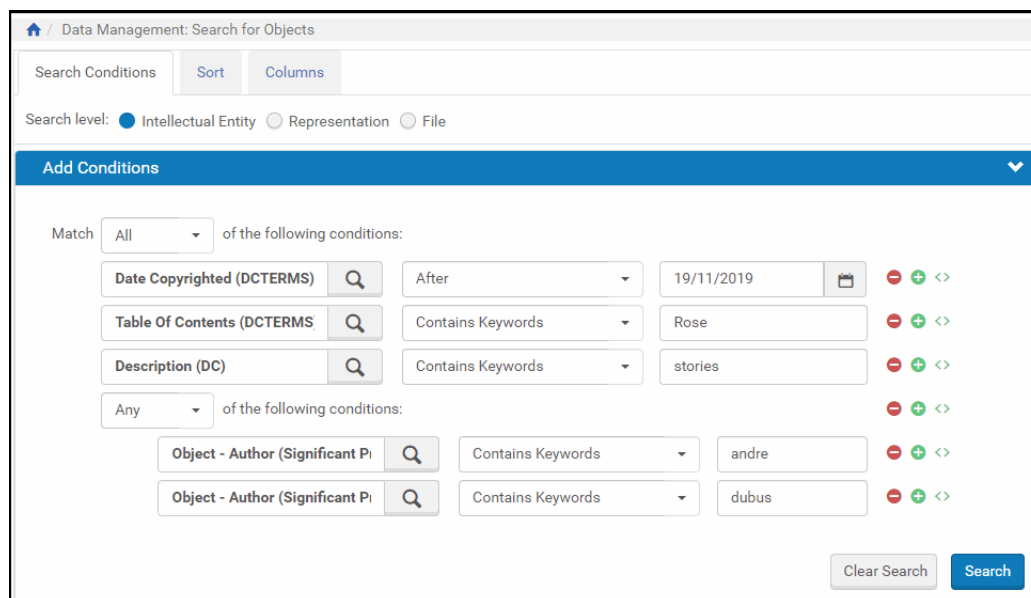 / Data Management: Search for Objects
Search Conditions Sort Columns
Search level: Intellectual Entity Representation File
Add Conditions
Match All of the following conditions:
Date Copyrighted (DCTERMS) After 19/11/2019
Table Of Contents (DCTERMS Contains Keywords Rose
Description (DC) Contains Keywords stories
Any of the following conditions:
Object - Author (Significant Pr Contains Keywords andre
Object - Author (Significant Pr Contains Keywords dubus
Clear Search Search